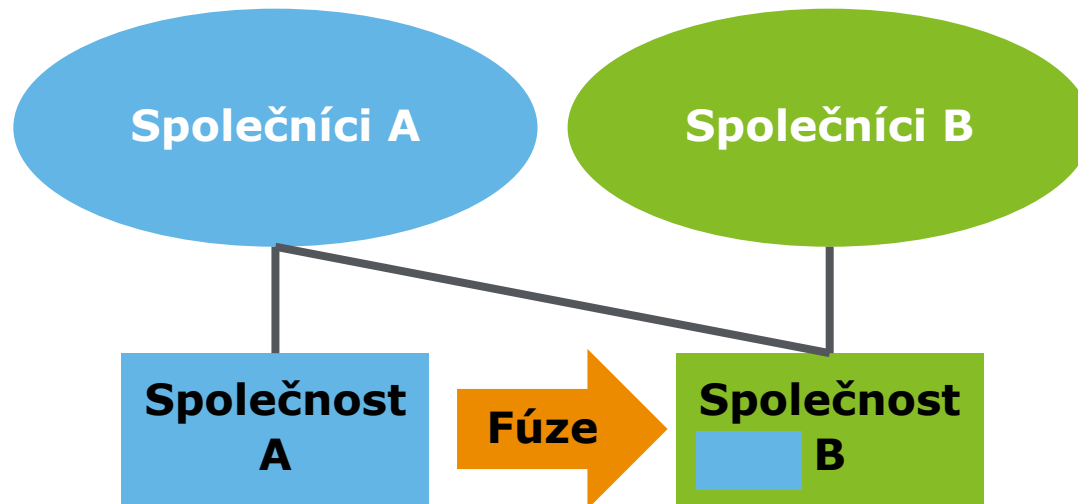 Společníci A
Společníci B
Společnost
A
Fúze
Společnost
B